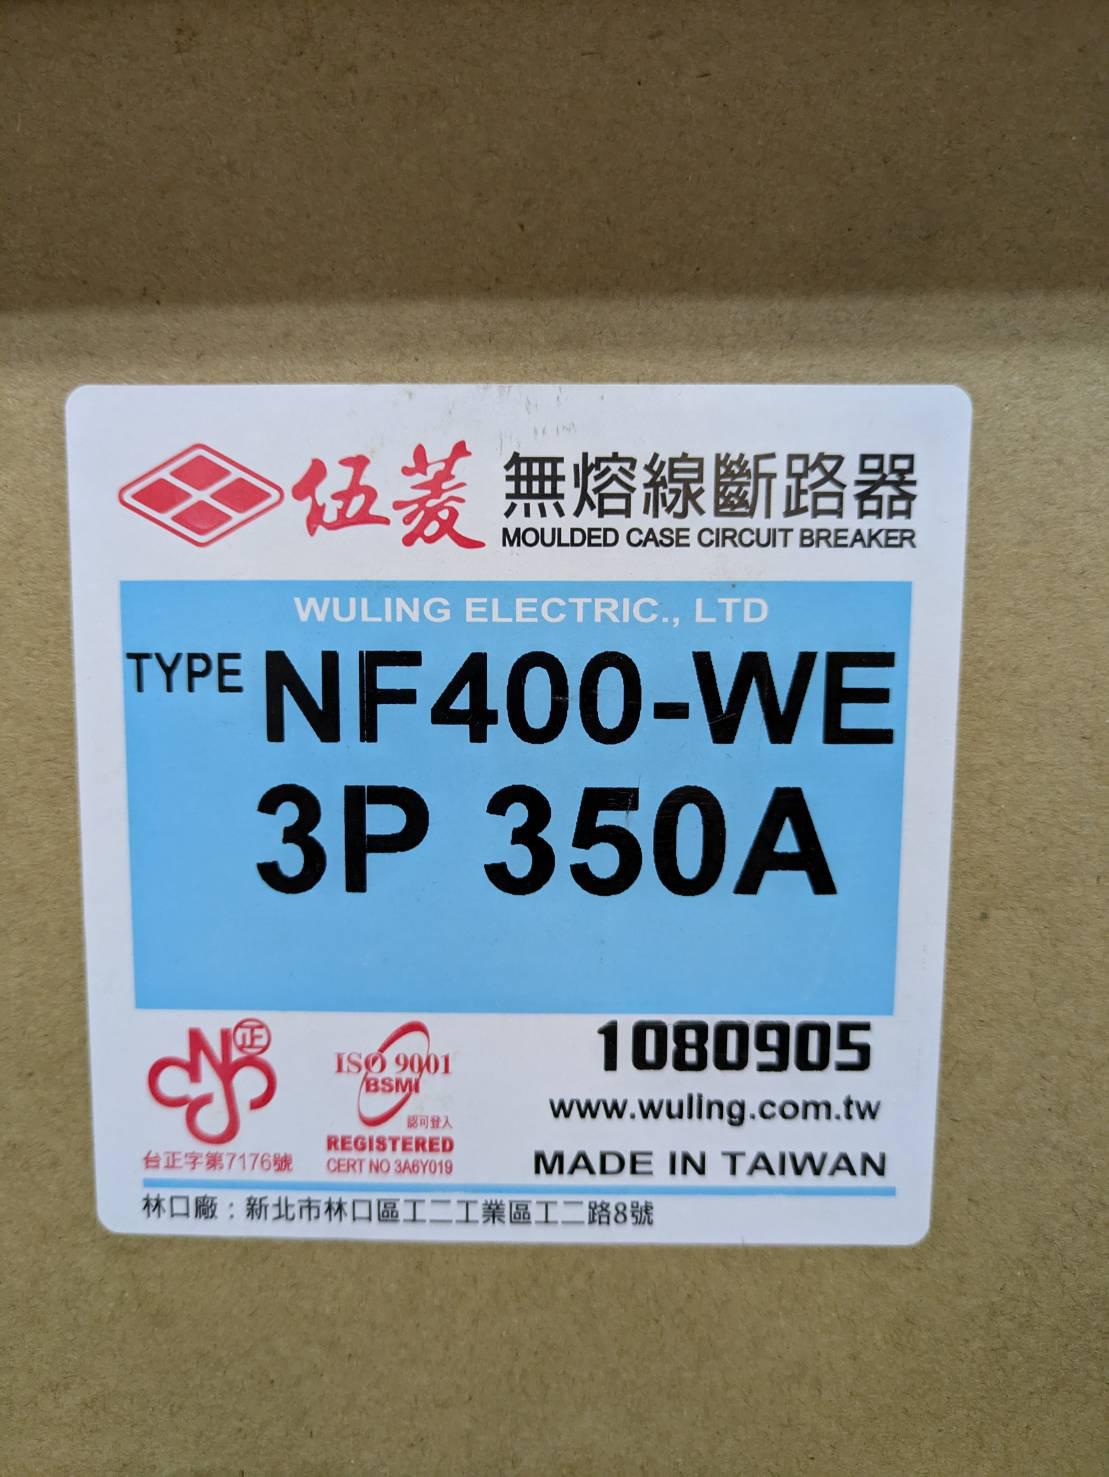 伍菱 無熔線斷路器
MOULDED CASE CIRCUIT BREAKER
WULING ELECTRIC., LTD
TYPE NF400-WE
3P 350A
正
CNS
台正字第7176號
ISO 9001
BSMI
認可登入
REGISTERED
CERT NO 3A6Y019
1080905
www.wuling.com.tw
MADE IN TAIWAN
林口廠：新北市林口區工二工業區工二路8號